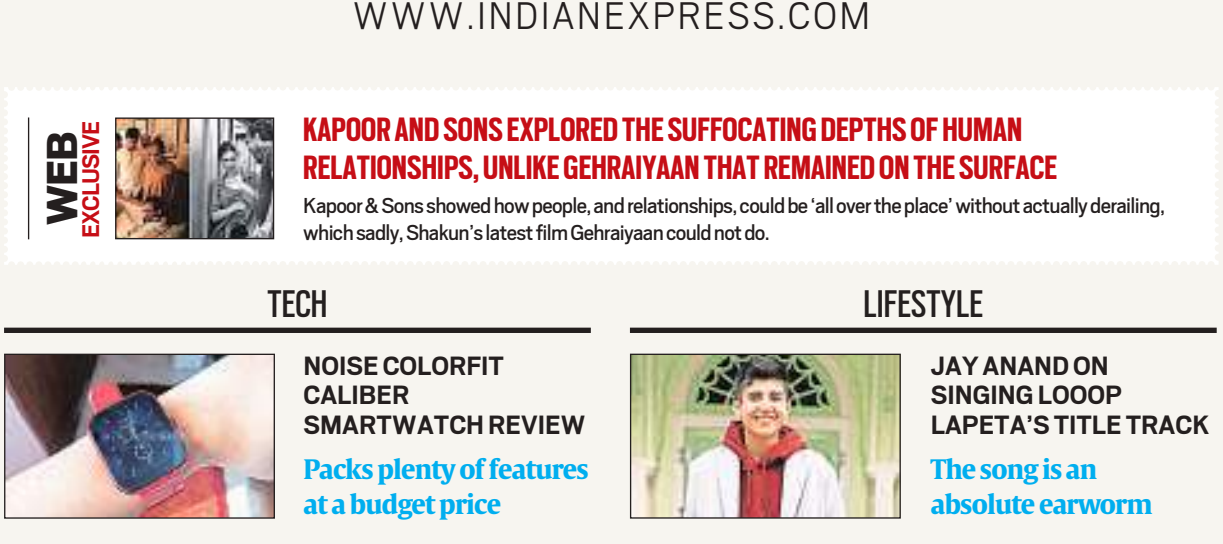 WWW.INDIANEXPRESS.COM
WEB
EXCLUSIVE
KAPOOR AND SONS EXPLORED THE SUFFOCATING DEPTHS OF HUMAN
RELATIONSHIPS, UNLIKE GEHRAIYAAN THAT REMAINED ON THE SURFACE
Kapoor & Sons showed how people, and relationships, could be ‘all over the place’ without actually derailing,
which sadly, Shakun’s latest film Gehraiyaan could not do.
TECH
NOISE COLORFIT
CALIBER
SMARTWATCH REVIEW
Packs plenty of features
at a budget price
LIFESTYLE
JAY ANAND ON
SINGING LOOOP
LAPETA’S TITLE TRACK
The song is an
absolute earworm